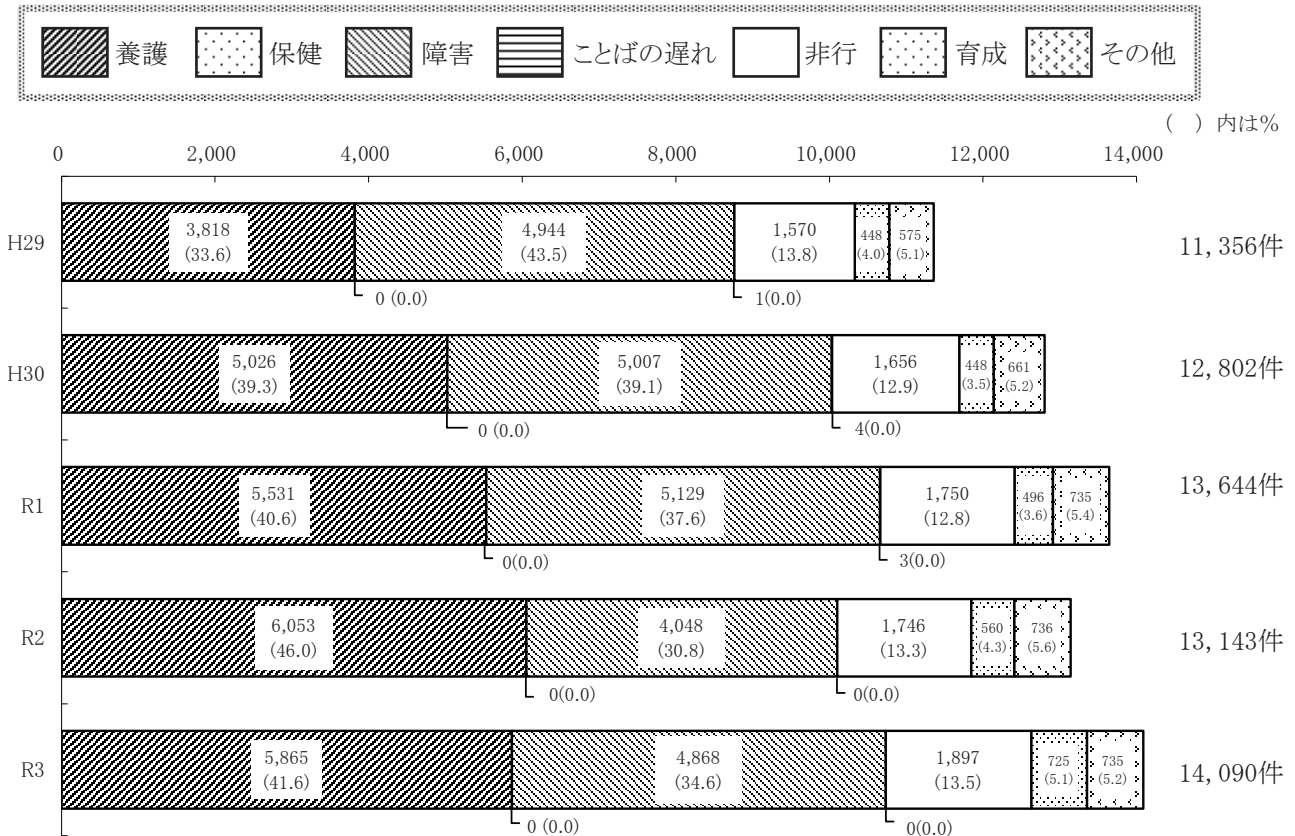 養護 保健 障害 ことばの遅れ 非行 育成 その他
( ) 内は%
0 2,000 4,000 6,000 8,000 10,000 12,000 14,000
H29
3,818 4,944 1,570 448 575
(33.6) (43.5) (13.8) (4.0) (5.1)
11,356件
0 (0.0) 1(0.0)
H30
5,026 5,007 1,656 448 661
(39.3) (39.1) (12.9) (3.5) (5.2)
12,802件
0 (0.0) 4(0.0)
R1
5,531 5,129 1,750 496 735
(40.6) (37.6) (12.8) (3.6) (5.4)
13,644件
0(0.0) 3(0.0)
R2
6,053 4,048 1,746 560 736
(46.0) (30.8) (13.3) (4.3) (5.6)
13,143件
0(0.0) 0(0.0)
R3
5,865 4,868 1,897 725 735
(41.6) (34.6) (13.5) (5.1) (5.2)
14,090件
0 (0.0) 0(0.0)